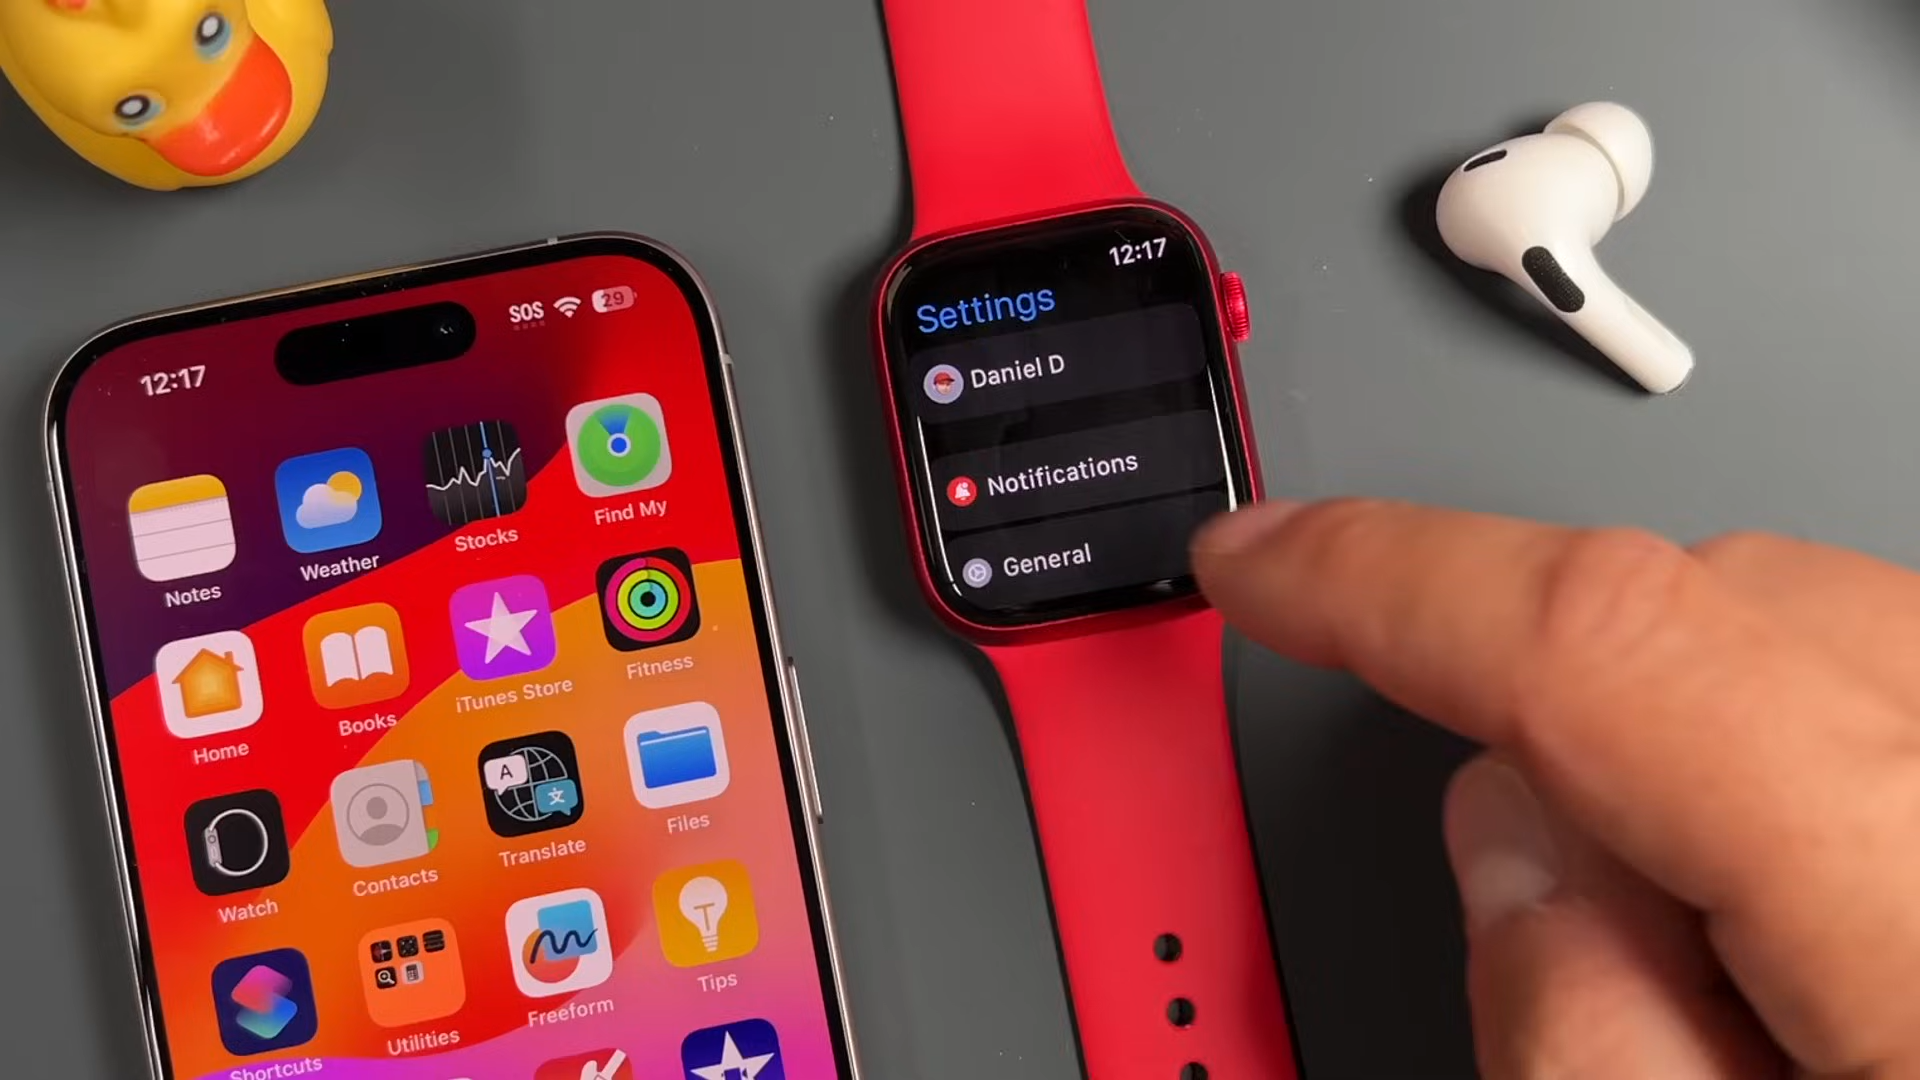 12:17
SOS 29
Notes
Weather
Stocks
Find My
Home
Books
iTunes Store
Fitness
Watch
Contacts
A
文
Translate
Files
Shortcuts
Utilities
Freeform
Tips
12:17
Settings
Daniel D
Notifications
General